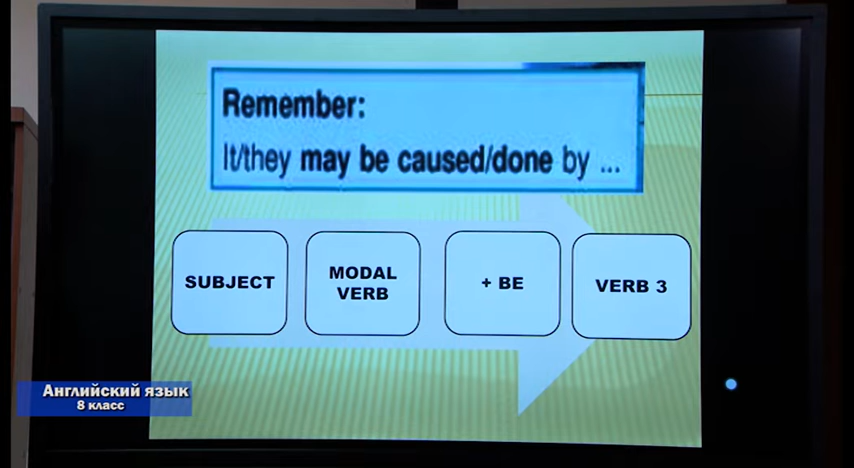 Remember:
It/they may be caused/done by ...
SUBJECT
MODAL
VERB
+ BE
VERB 3
Английский язык
8 класс